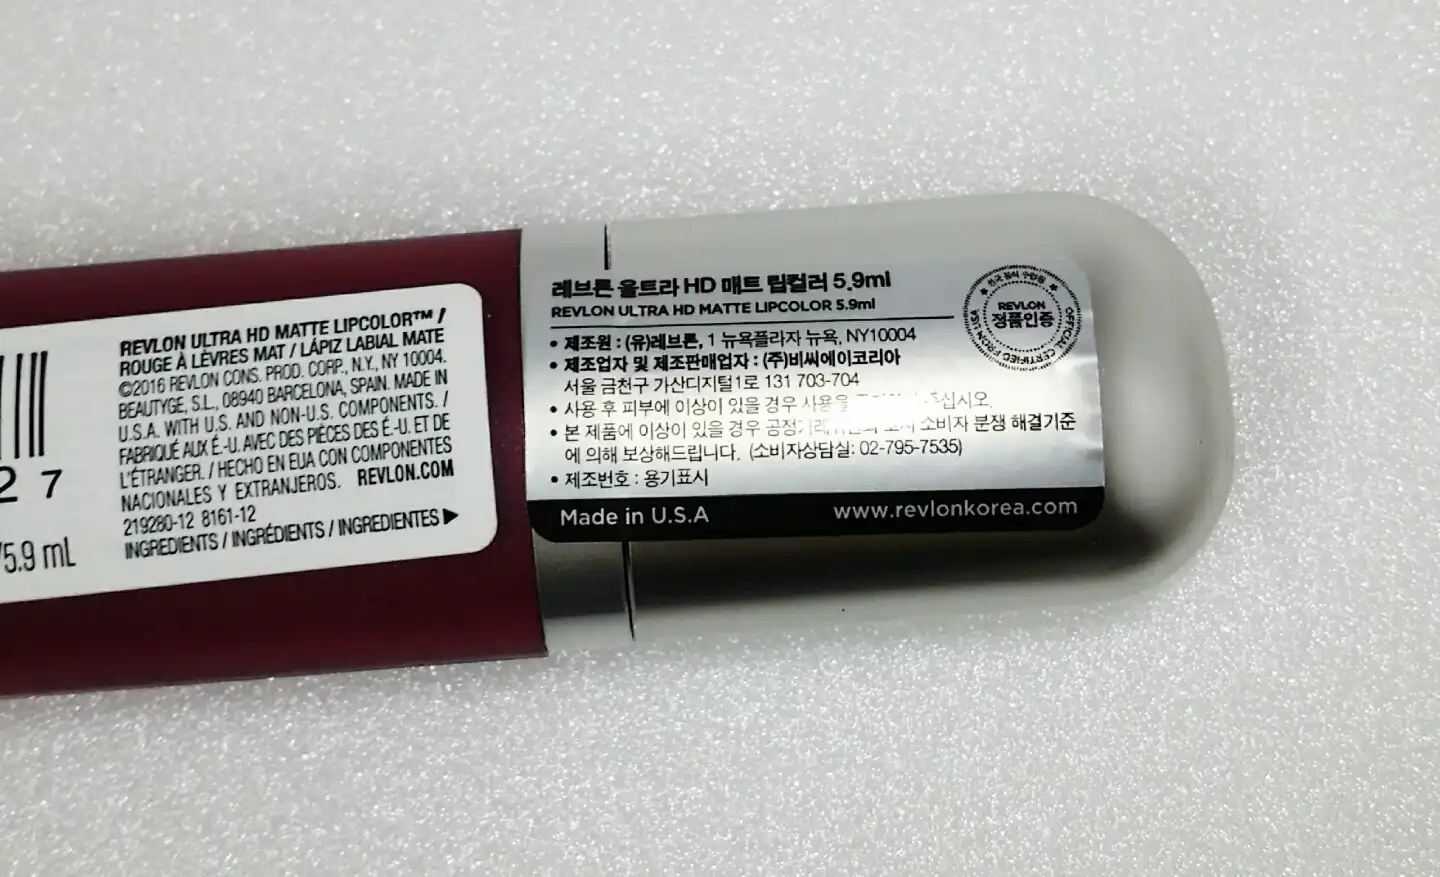 27
/5.9 mL
REVLON ULTRA HD MATTE LIPCOLOR™ /
ROUGE À LÈVRES MAT / LÁPIZ LABIAL MATE
©2016 REVLON CONS. PROD. CORP., N.Y., NY 10004.
BEAUTYGE, S.L., 08940 BARCELONA, SPAIN. MADE IN
U.S.A. WITH U.S. AND NON-U.S. COMPONENTS. /
FABRIQUÉ AUX É.-U. AVEC DES PIÈCES DES É.-U. ET DE
L'ÉTRANGER. / HECHO EN EUA CON COMPONENTES
NACIONALES Y EXTRANJEROS. REVLON.COM
219280-12 8161-12
INGREDIENTS / INGRÉDIENTS / INGREDIENTES ▶
레브론 울트라 HD 매트 립컬러 5.9ml
REVLON ULTRA HD MATTE LIPCOLOR 5.9ml
• 제조원 : (유)레브론, 1 뉴욕플라자 뉴욕, NY10004
• 제조업자 및 제조판매업자 : (주)비씨에이코리아
서울 금천구 가산디지털1로 131 703-704
• 사용 후 피부에 이상이 있을 경우 사용을
• 본 제품에 이상이 있을 경우 소비자 분쟁 해결기준
에 의해 보상해드립니다. (소비자상담실: 02-795-7535)
• 제조번호 : 용기표시
Made in U.S.A www.revlonkorea.com
REVLON
정품인증
OFFICIAL CERTIFIED FROM USA